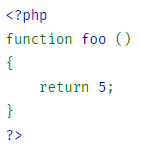 <?php
function foo ()
{
    return 5;
}
?>